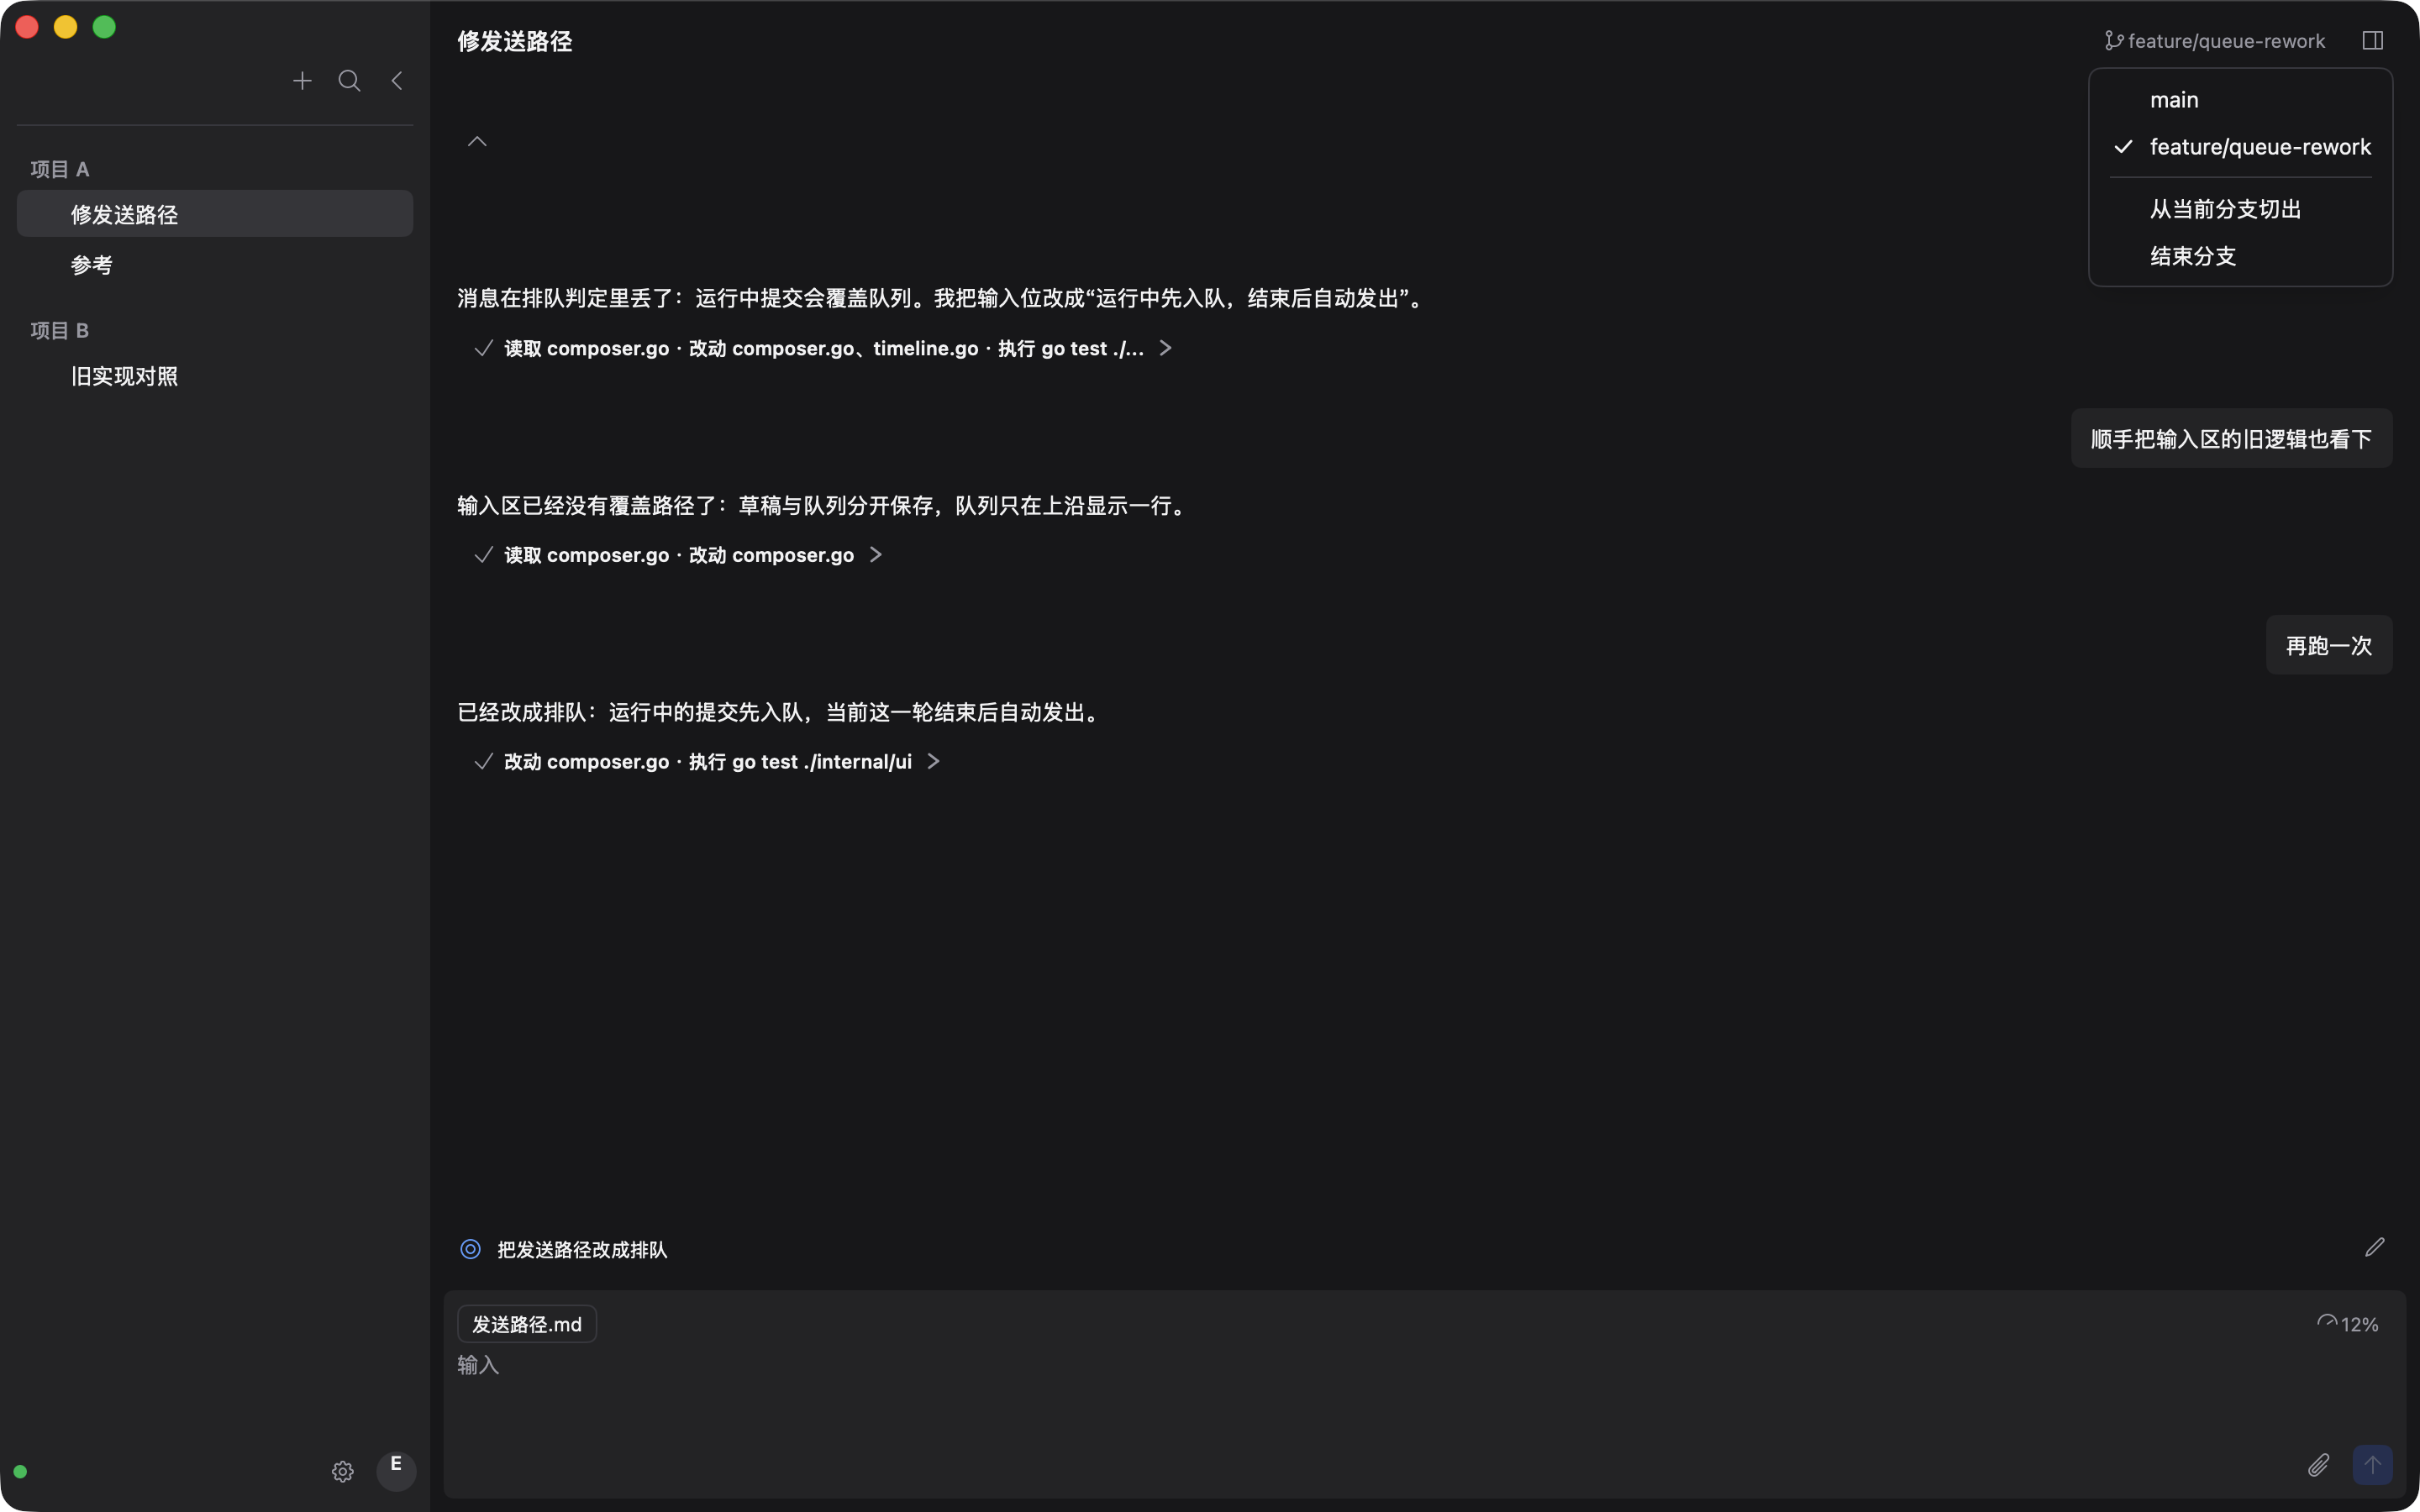 修发送路径
feature/queue-rework
main
feature/queue-rework
从当前分支切出
结束分支
项目 A
修发送路径
参考
项目 B
旧实现对照
消息在排队判定里丢了：运行中提交会覆盖队列。我把输入位改成“运行中先入队，结束后自动发出”。
读取 composer.go · 改动 composer.go、timeline.go · 执行 go test ./...
顺手把输入区的旧逻辑也看下
输入区已经没有覆盖路径了：草稿与队列分开保存，队列只在上沿显示一行。
读取 composer.go · 改动 composer.go
再跑一次
已经改成排队：运行中的提交先入队，当前这一轮结束后自动发出。
改动 composer.go · 执行 go test ./internal/ui
把发送路径改成排队
发送路径.md
12%
输入
E